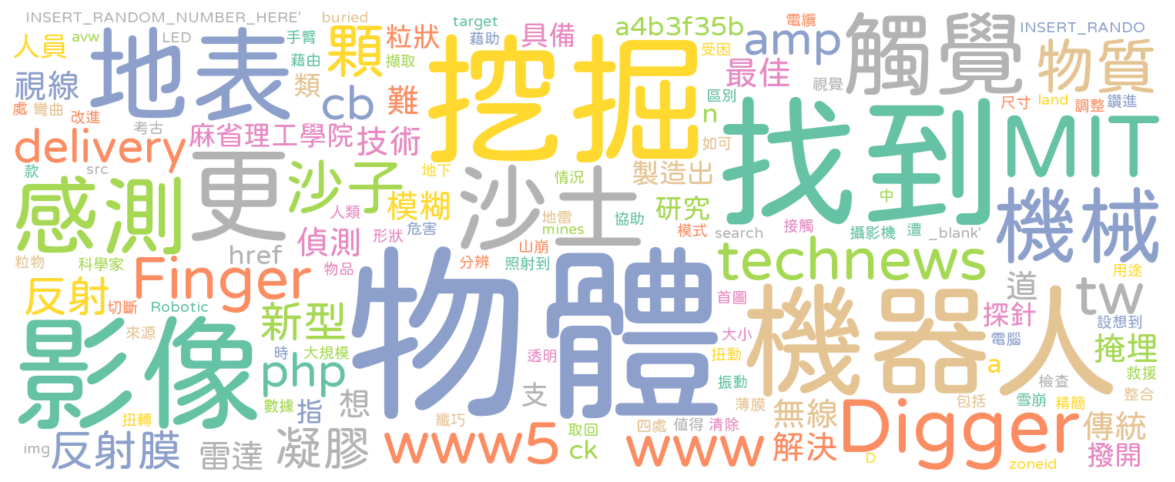 INSERT_RANDOM_NUMBER_HERE'
buried
target
a4b3f35b
電纜
INSERT_RANDO
人員
avw
LED
手臂
顆
粒狀
藉助
具備
受困
amp
觸覺
物質
視線
地表
藉由
擷取
挖掘
最佳
視覺
類
cb
難
區別
尺寸
land
調整
鑽進
處
彎曲
改進
考古
麻省理工學院
技術
n
如可
找到
MIT
delivery
款
src
更
沙子
地下
沙土
情況
製造出
感測
人類
模糊
地雷
mines
協助
研究
中
機械
偵測
形狀
危害
山崩
模式
search
接觸
攝影機
遭
_blank'
粒物
科學家
href
物品
分辨
照射到
technews
用途
反射
切斷
Finger
Robotic
物體
首圖
機器人
道
tw
影像
來源
新型
大小
探針
設想到
時
大規模
透明
扭動
電腦
掩埋
php
數據
指
想
支
振動
a
檢查
救援
扭轉
纖巧
薄膜
無線
包括
雪崩
精簡
整合
img
反射膜
雷達
凝膠
www5
取回
ck
四處
值得
清除
www
解決
Digger
D
zoneid
傳統
撥開